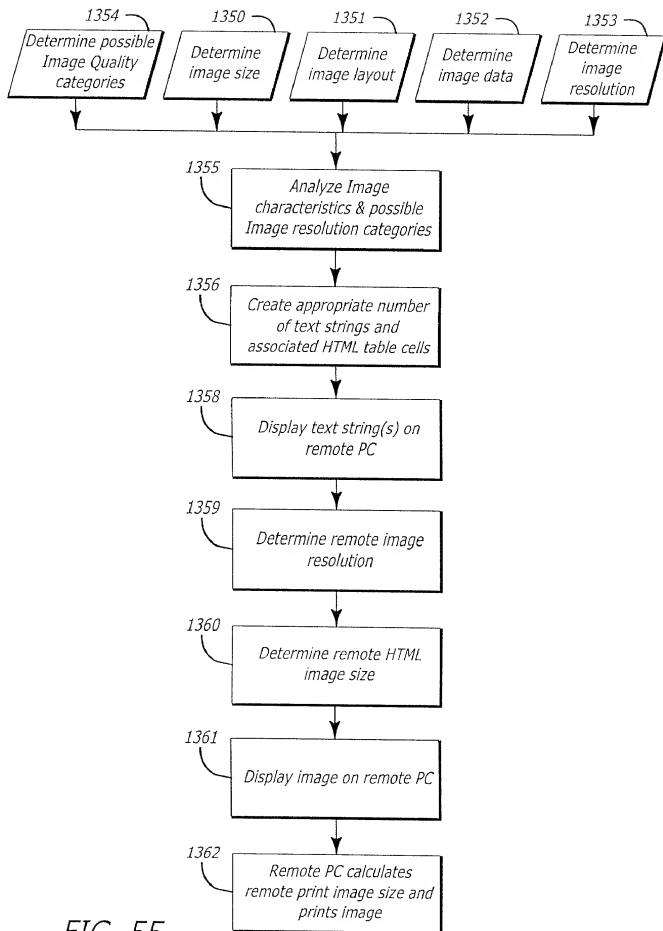 1354
1350
1351
1352
1353
Determine possible
Image Quality
categories
Determine
image size
Determine
image layout
Determine
image data
Determine
image
resolution
1355
Analyze Image
characteristics & possible
Image resolution categories
1356
Create appropriate number
of text strings and
associated HTML table cells
1358
Display text string(s) on
remote PC
1359
Determine remote image
resolution
1360
Determine remote HTML
image size
1361
Display image on remote PC
1362
Remote PC calculates
remote print image size and
prints image
FIG. 55